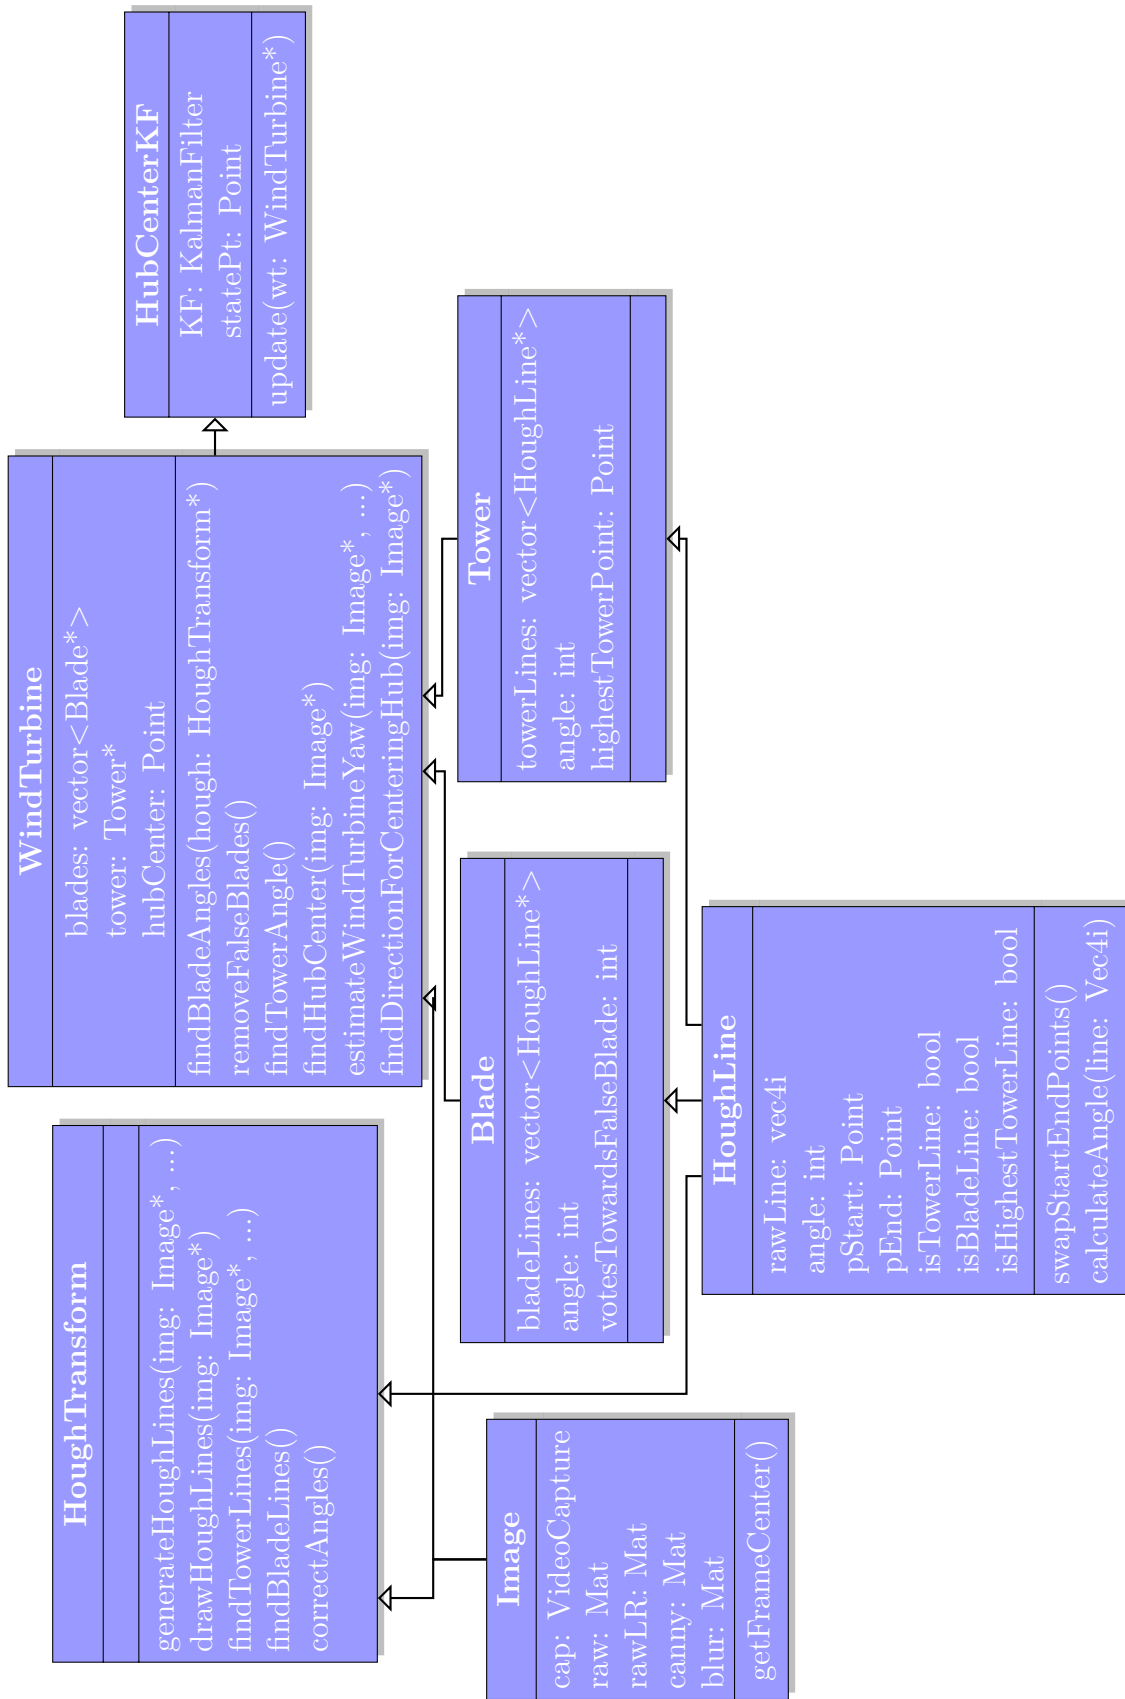 HoughTransform
generateHoughLines(img: Image*, ...)
drawHoughLines(img: Image*)
findTowerLines(img: Image*, ...)
findBladeLines()
correctAngles()
WindTurbine
blades: vector<Blade*>
tower: Tower*
hubCenter: Point
findBladeAngles(hough: HoughTransform*)
removeFalseBlades()
findTowerAngle()
findHubCenter(img: Image*)
estimateWindTurbineYaw(img: Image*, ...)
findDirectionForCenteringHub(img: Image*)
HubCenterKF
KF: KalmanFilter
statePt: Point
update(wt: WindTurbine*)
Image
cap: VideoCapture
raw: Mat
rawLR: Mat
canny: Mat
blur: Mat
getFrameCenter()
Blade
bladeLines: vector<HoughLine*>
angle: int
votesTowardsFalseBlade: int
Tower
towerLines: vector<HoughLine*>
angle: int
highestTowerPoint: Point
HoughLine
rawLine: vec4i
angle: int
pStart: Point
pEnd: Point
isTowerLine: bool
isBladeLine: bool
isHighestTowerLine: bool
swapStartEndPoints()
calculateAngle(line: Vec4i)